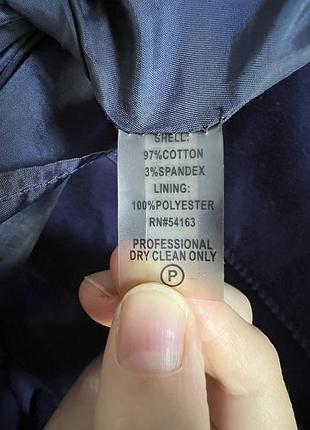 SHELL:
97%COTTON
3%SPANDEX
LINING:
100%POLYESTER
RN#54163
PROFESSIONAL
DRY CLEAN ONLY
P